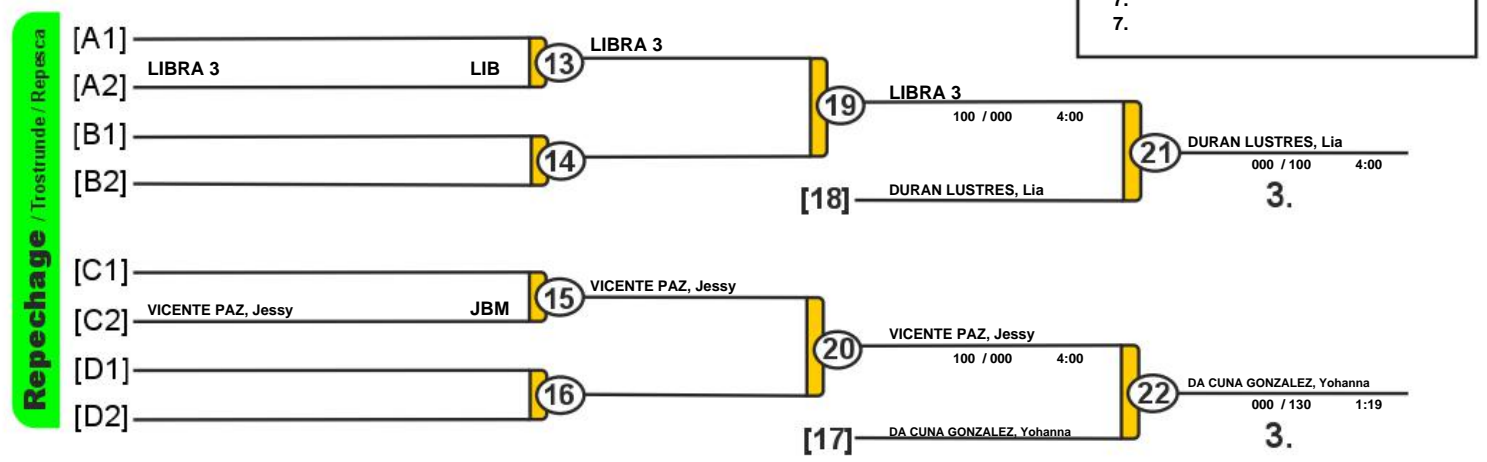 7.
7.
Repechage / Trostrunde / Repesca
[A1]
LIBRA 3 LIB
[A2]
13
LIBRA 3
[B1]
14
[B2]
19
LIBRA 3
100 / 000 4:00
[18] DURAN LUSTRES, Lia
21
DURAN LUSTRES, Lia
000 / 100 4:00
3.
[C1]
VICENTE PAZ, Jessy JBM
[C2]
15
VICENTE PAZ, Jessy
[D1]
16
[D2]
20
VICENTE PAZ, Jessy
100 / 000 4:00
[17] DA CUNA GONZALEZ, Yohanna
22
DA CUNA GONZALEZ, Yohanna
000 / 130 1:19
3.